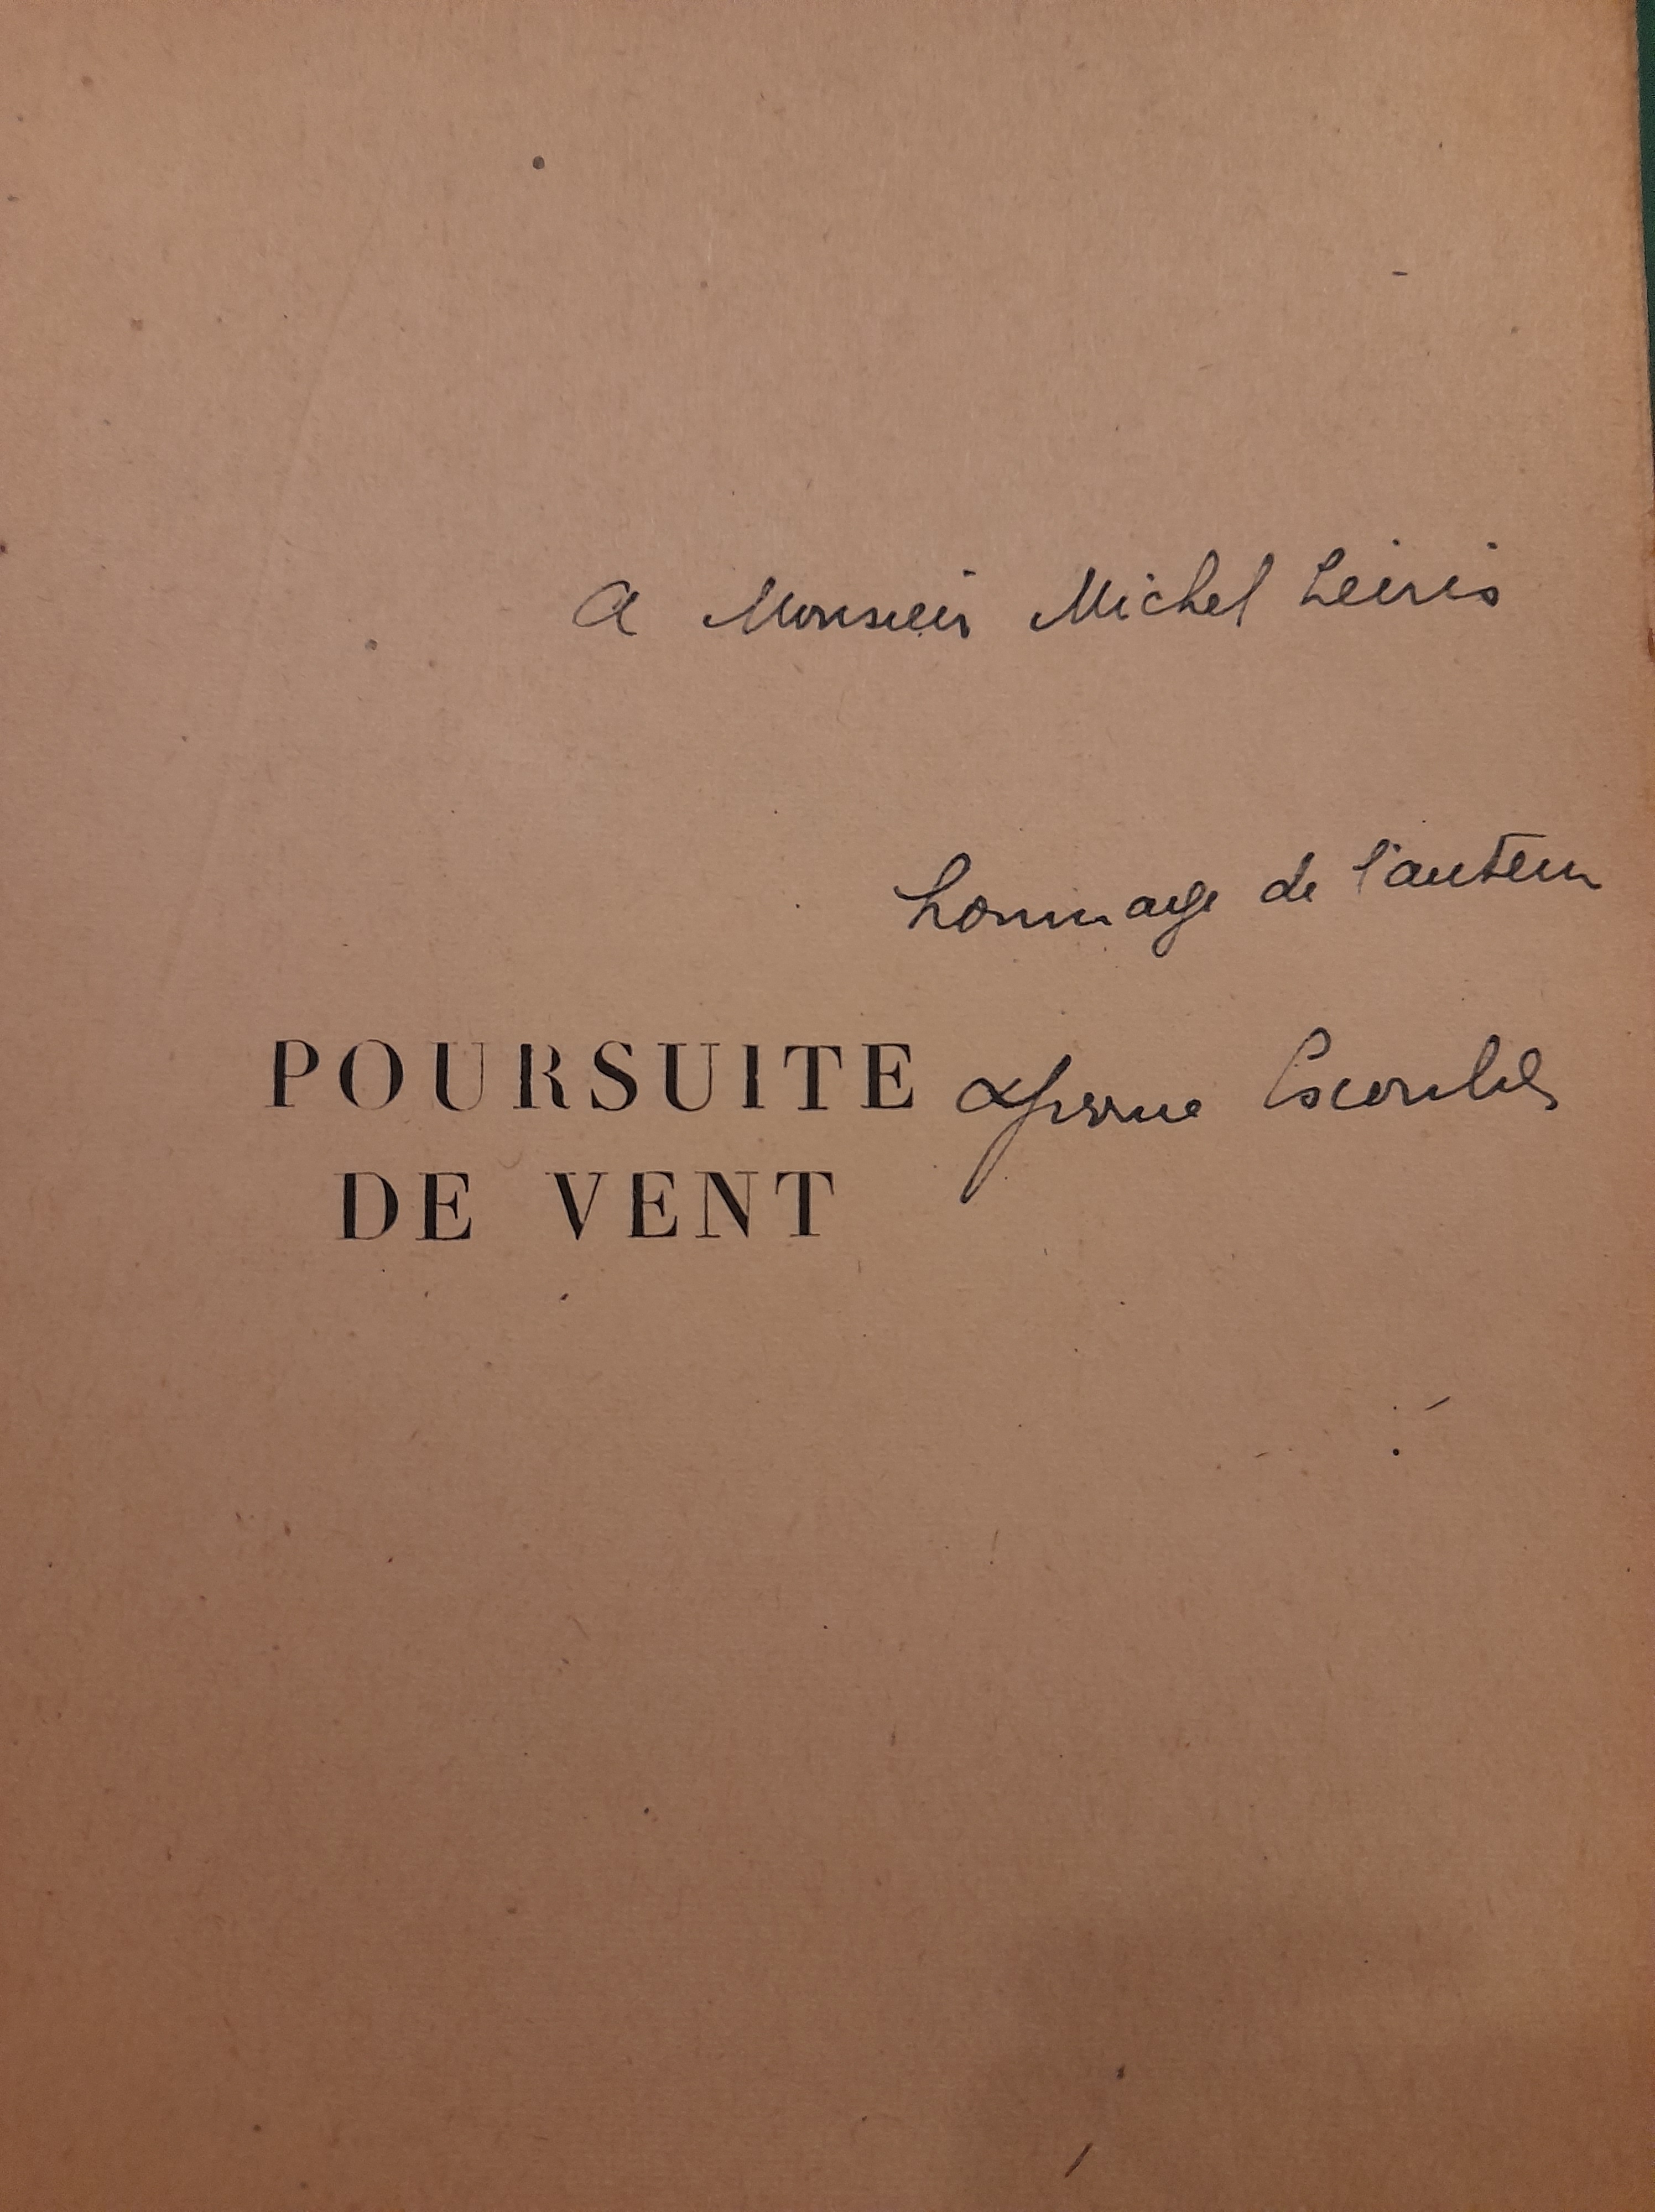 A Monsieur Michel Leiris
hommage de l'auteur
POURSUITE
DE VENT